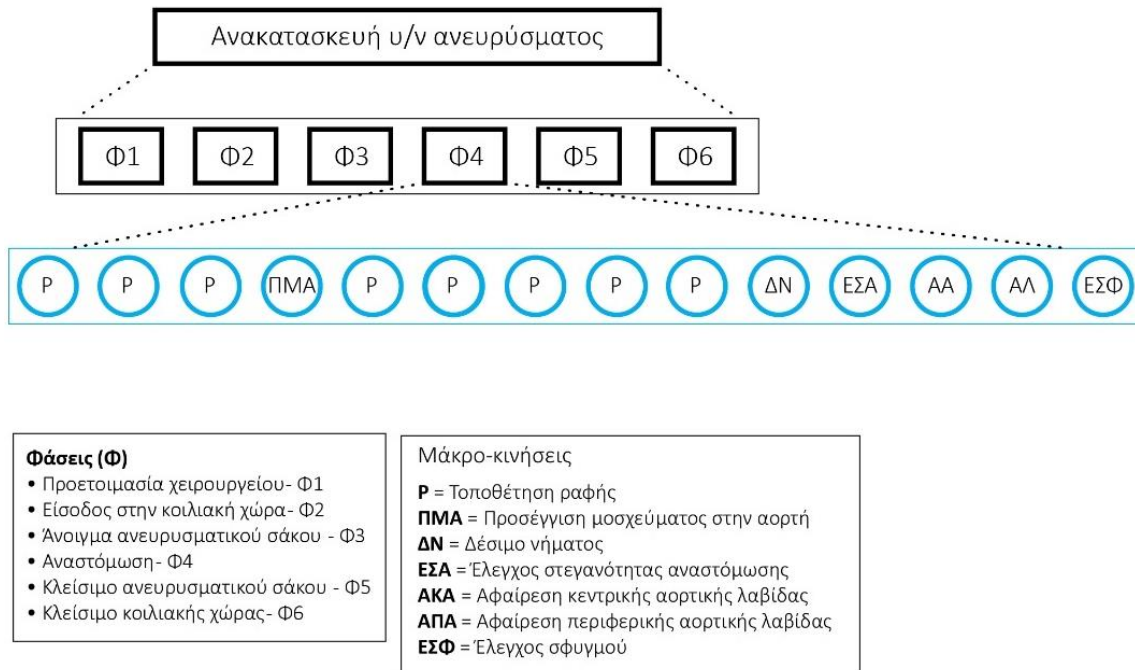 Ανακατασκευή υ/ν ανευρύσματος
Φ1 Φ2 Φ3 Φ4 Φ5 Φ6
Ρ Ρ Ρ ΠΜΑ Ρ Ρ Ρ Ρ Ρ ΔΝ ΕΣΑ ΑΑ ΑΛ ΕΣΦ
Φάσεις (Φ)
• Προετοιμασία χειρουργείου- Φ1
• Είσοδος στην κοιλιακή χώρα- Φ2
• Άνοιγμα ανευρυσματικού σάκου - Φ3
• Αναστόμωση- Φ4
• Κλείσιμο ανευρυσματικού σάκου - Φ5
• Κλείσιμο κοιλιακής χώρας- Φ6
Μάκρο-κινήσεις
Ρ = Τοποθέτηση ραφής
ΠΜΑ = Προσέγγιση μοσχεύματος στην αορτή
ΔΝ = Δέσιμο νήματος
ΕΣΑ = Έλεγχος στεγανότητας αναστόμωσης
ΑΚΑ = Αφαίρεση κεντρικής αορτικής λαβίδας
ΑΠΑ = Αφαίρεση περιφερικής αορτικής λαβίδας
ΕΣΦ = Έλεγχος σφυγμού